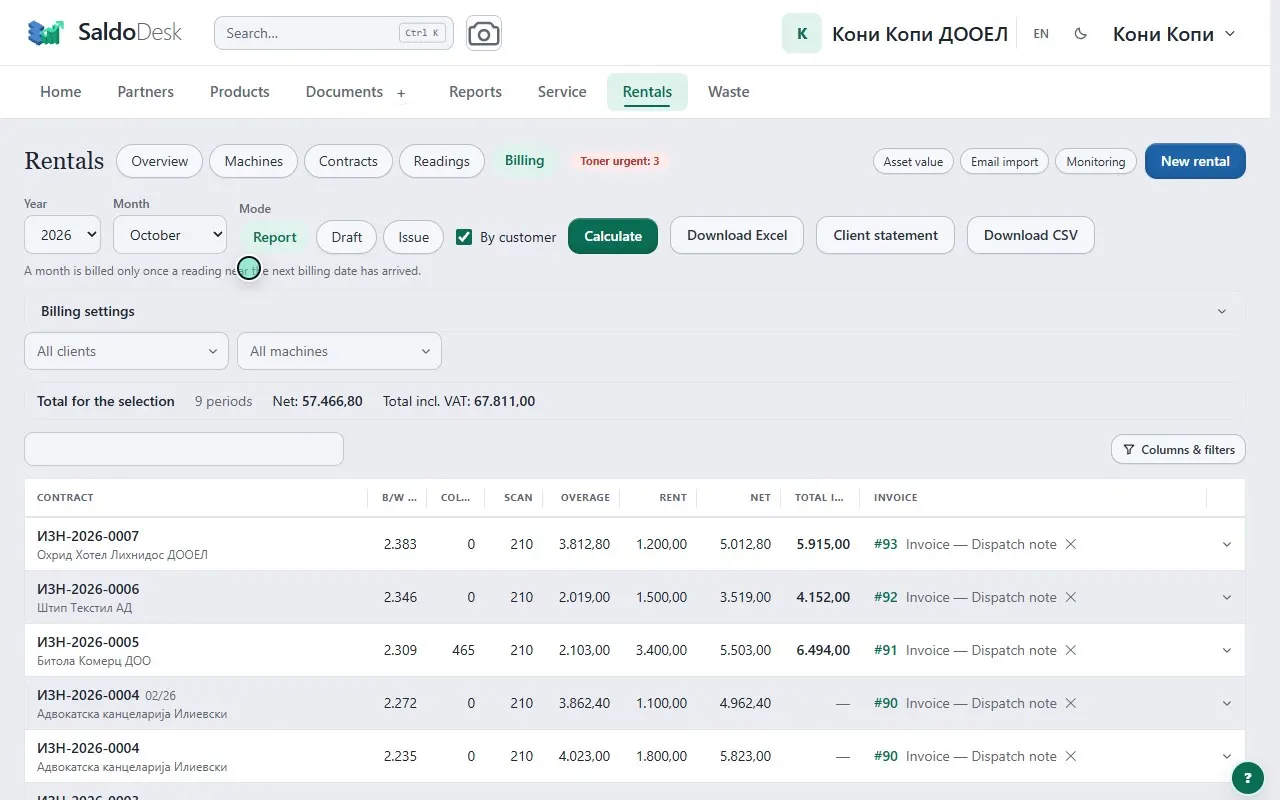 SaldoDesk Search... Ctrl K K Кони Копи ДООЕЛ EN Кони Копи
Home Partners Products Documents + Reports Service Rentals Waste
Rentals Overview Machines Contracts Readings Billing Toner urgent: 3 Asset value Email import Monitoring New rental
Year Month Mode
2026 October Report Draft Issue By customer Calculate Download Excel Client statement Download CSV
A month is billed only once a reading near the next billing date has arrived.
Billing settings
All clients All machines
Total for the selection 9 periods Net: 57.466,80 Total incl. VAT: 67.811,00
Columns & filters
CONTRACT B/W ... COL... SCAN OVERAGE RENT NET TOTAL I... INVOICE
ИЗН-2026-0007 2.383 0 210 3.812,80 1.200,00 5.012,80 5.915,00 #93 Invoice — Dispatch note
Охрид Хотел Лихнидос ДООЕЛ
ИЗН-2026-0006 2.346 0 210 2.019,00 1.500,00 3.519,00 4.152,00 #92 Invoice — Dispatch note
Штип Текстил АД
ИЗН-2026-0005 2.309 465 210 2.103,00 3.400,00 5.503,00 6.494,00 #91 Invoice — Dispatch note
Битола Комерц ДОО
ИЗН-2026-0004 02/26 2.272 0 210 3.862,40 1.100,00 4.962,40 — #90 Invoice — Dispatch note
Адвокатска канцеларија Илиевски
ИЗН-2026-0004 2.235 0 210 4.023,00 1.800,00 5.823,00 — #90 Invoice — Dispatch note
Адвокатска канцеларија Илиевски
ИЗН-2026-0003
?